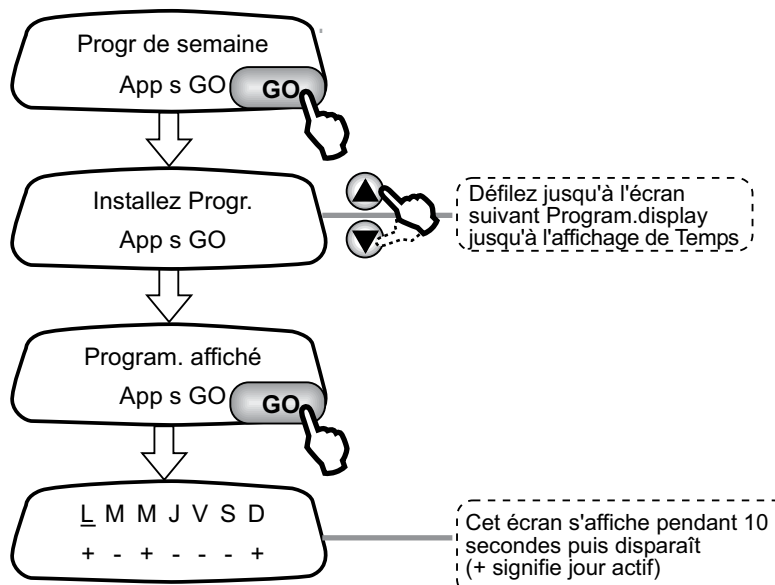 Progr de semaine
App s GO GO
Installez Progr.
App s GO
Défilez jusqu'à l'écran
suivant Program.display
jusqu'à l'affichage de Temps
Program. affiché
App s GO GO
L M M J V S D
+ - + - - - +
Cet écran s'affiche pendant 10
secondes puis disparaît
(+ signifie jour actif)